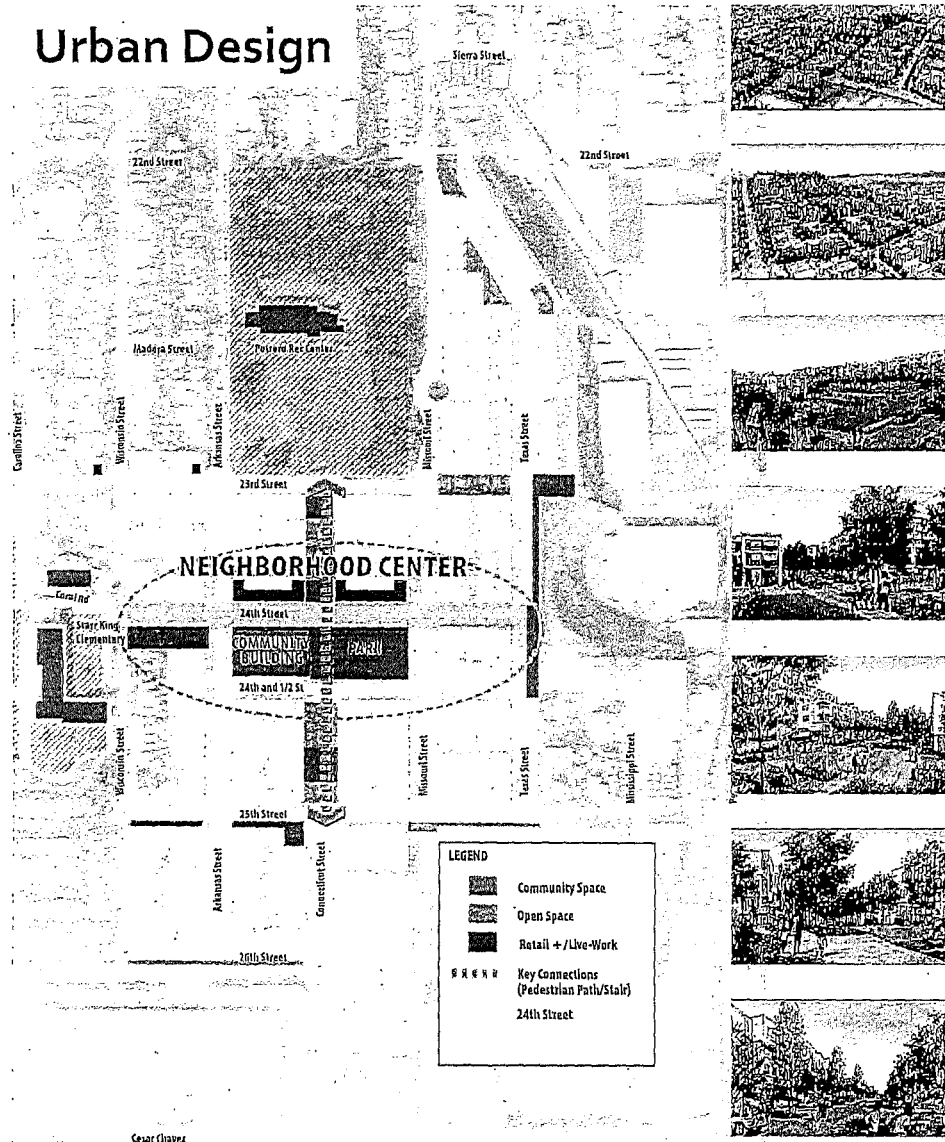 Urban Design
Sierra Street
22nd Street
22nd Street
Madera Street
Potrero Rec Center
Carolina Street
Wisconsin Street
Arkansas Street
Missouri Street
Texas Street
23rd Street
NEIGHBORHOOD CENTER
Coral Rd
24th Street
Starr King
Elementary
COMMUNITY
BUILDING
PARK
24th and 1/2 St
Wisconsin Street
Missouri Street
Texas Street
Mississippi Street
25th Street
Arkansas Street
Connecticut Street
26th Street
LEGEND
Community Space
Open Space
Retail +/Live-Work
Key Connections
(Pedestrian Path/Stair)
24th Street
Cesar Chavez